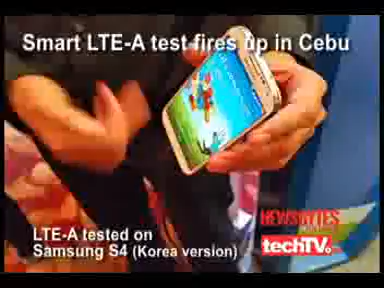 Smart LTE-A test fires up in Cebu
LTE-A tested on
Samsung S4 (Korea version)
NEWSBYTES
techTV.